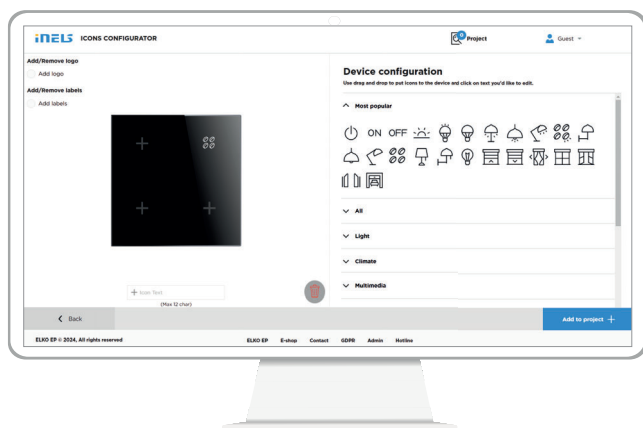 iNELS ICONS CONFIGURATOR
0 Project
Guest
Add/Remove logo
Add logo
Add/Remove labels
Add labels
Device configuration
Use drag and drop to put icons to the device and click on text you'd like to edit.
Most popular
ON OFF
All
Light
Climate
Multimedia
+ Icon Text
(Max 12 char)
Back
Add to project +
ELKO EP © 2024, All rights reserved
ELKO EP E-shop Contact GDPR Admin Hotline